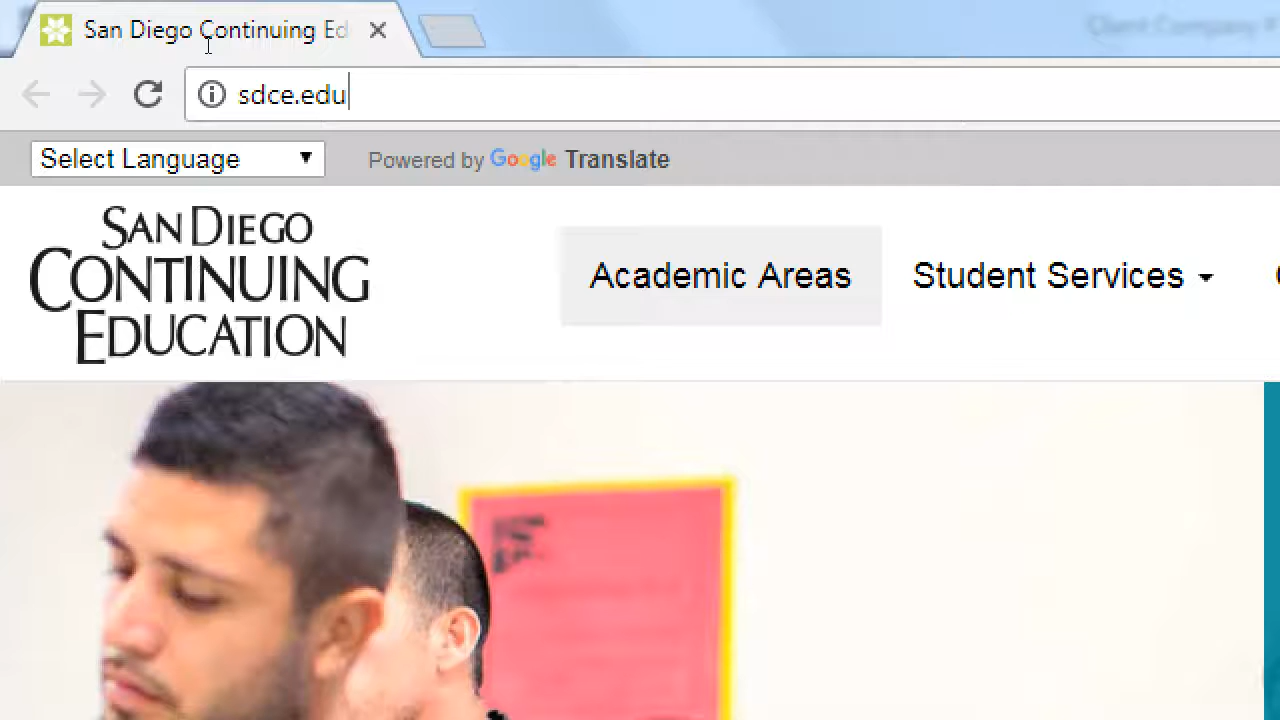 San Diego Continuing Ed
sdce.edu
Select Language
Powered by Google Translate
SAN DIEGO
CONTINUING
EDUCATION
Academic Areas
Student Services